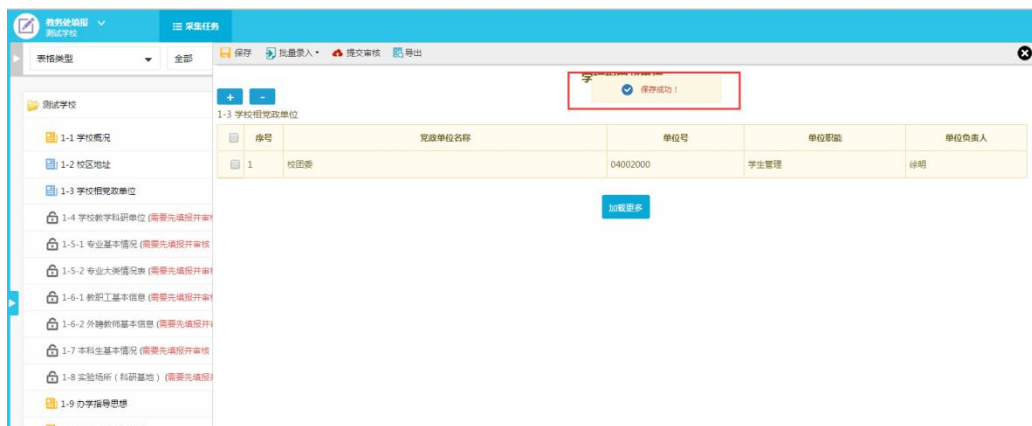 教务处填报
测试学校
采集任务
表格类型
全部
保存
批量录入
提交审核
导出
保存成功！
测试学校
1-1 学校概况
1-2 校区地址
1-3 学校相党政单位
1-4 学校教学科研单位 (需要先填报并审
1-5-1 专业基本情况 (需要先填报并审核
1-5-2 专业大类情况表 (需要先填报并审
1-6-1 教职工基本信息 (需要先填报并审
1-6-2 外聘教师基本信息 (需要先填报并
1-7 本科生基本情况 (需要先填报并审核
1-8 实验场所（科研基地） (需要先填报
1-9 办学指导思想
+
-
1-3 学校相党政单位
序号
党政单位名称
单位号
单位职能
单位负责人
1
校团委
04002000
学生管理
徐明
加载更多